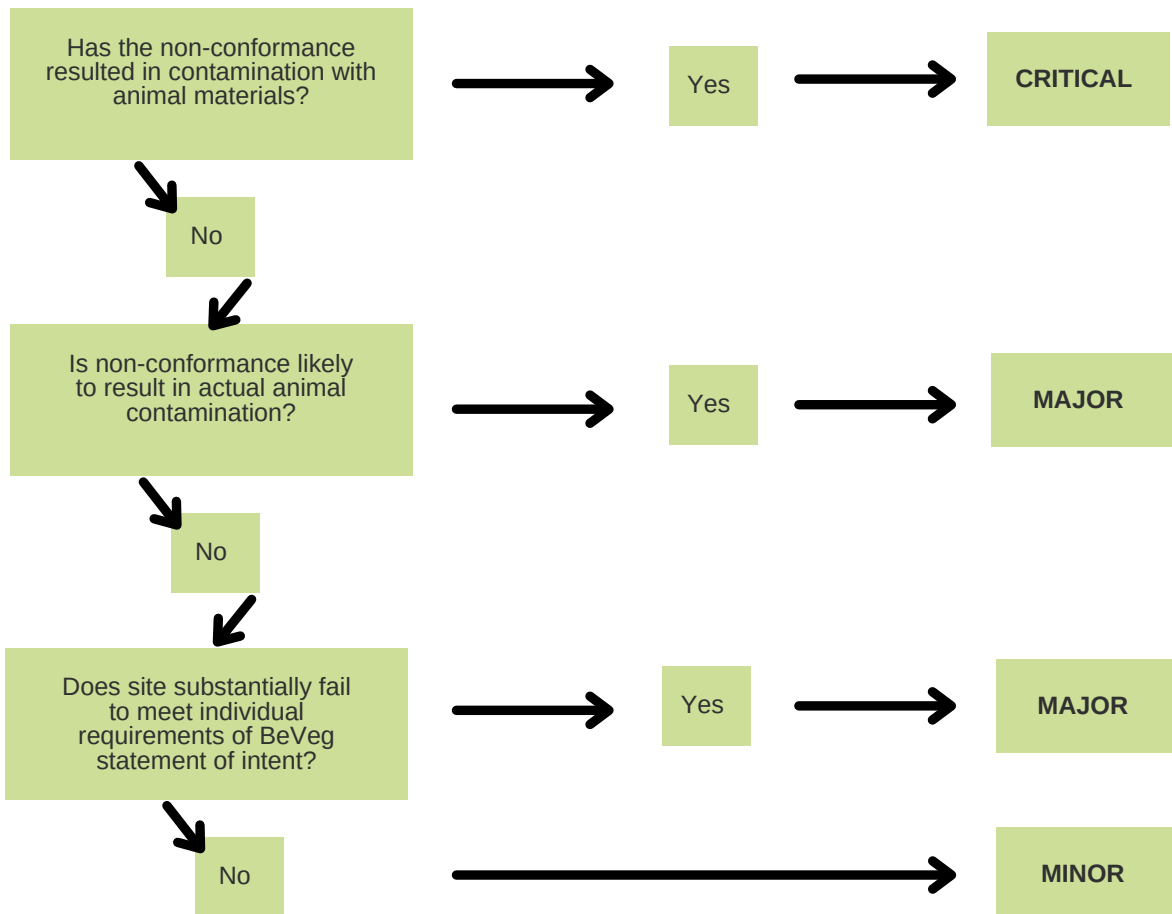 Has the non-conformance
resulted in contamination with
animal materials?
Yes
CRITICAL
No
Is non-conformance likely
to result in actual animal
contamination?
Yes
MAJOR
No
Does site substantially fail
to meet individual
requirements of BeVeg
statement of intent?
Yes
MAJOR
No
MINOR